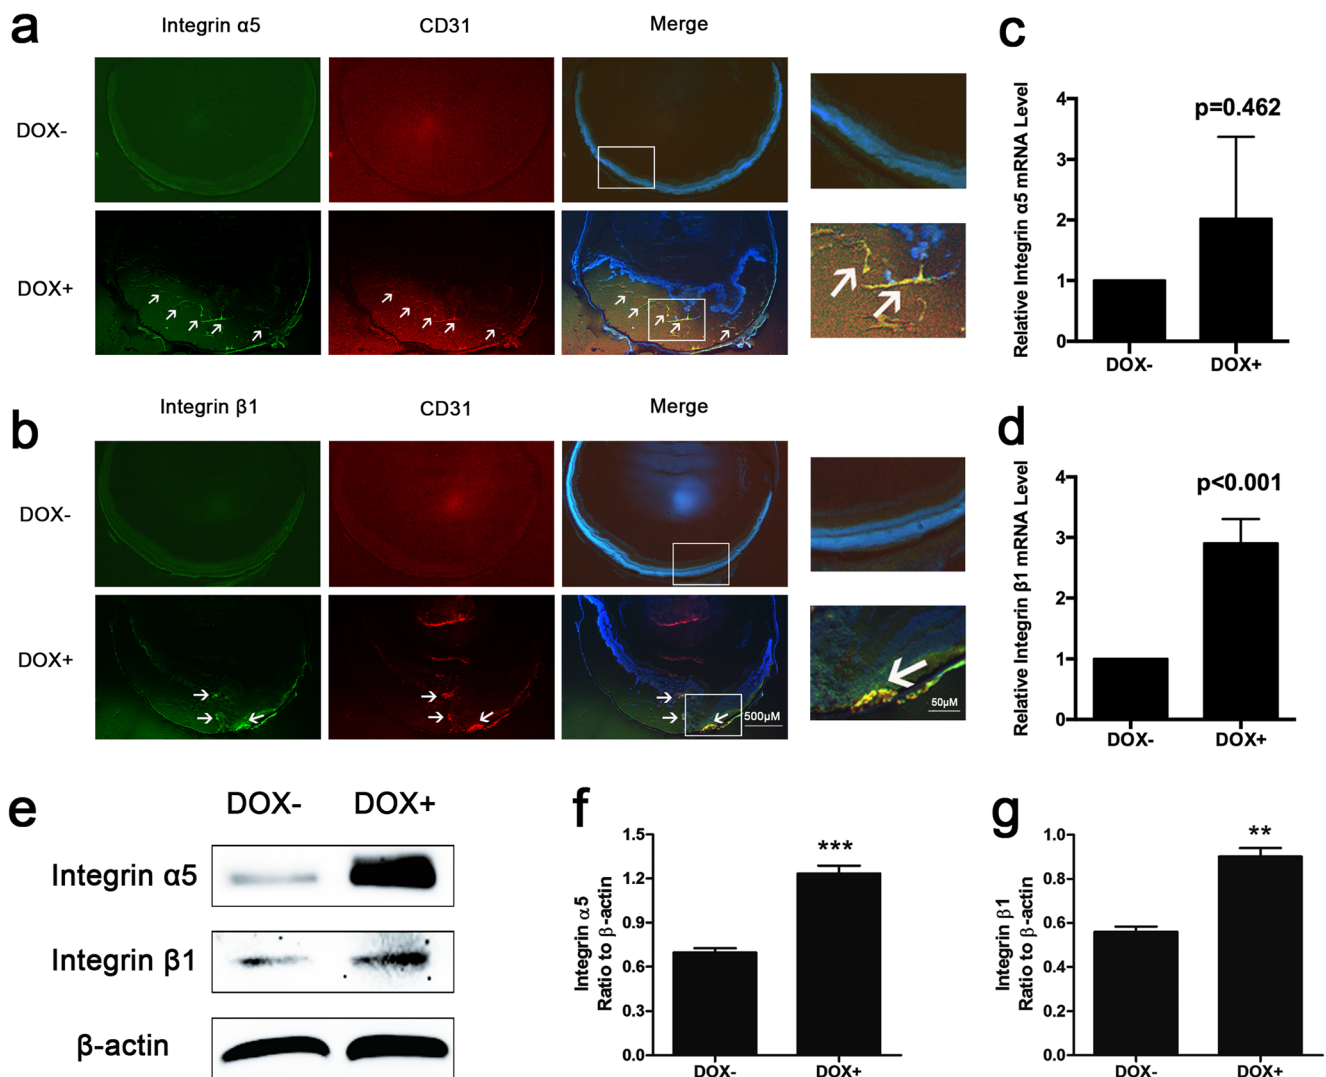 a
Integrin α5
CD31
Merge
DOX-
DOX+
b
Integrin β1
CD31
Merge
DOX-
DOX+
500μM
50μM
c
Relative Integrin α5 mRNA Level
4
3
2
1
0
p=0.462
DOX-
DOX+
d
Relative Integrin β1 mRNA Level
4
3
2
1
0
p<0.001
DOX-
DOX+
e
DOX-
DOX+
Integrin α5
Integrin β1
β-actin
f
Integrin α5
Ratio to β-actin
1.5
1.2
0.9
0.6
0.3
0.0
***
DOX-
DOX+
g
Integrin β1
Ratio to β-actin
1.0
0.8
0.6
0.4
0.2
0.0
**
DOX-
DOX+